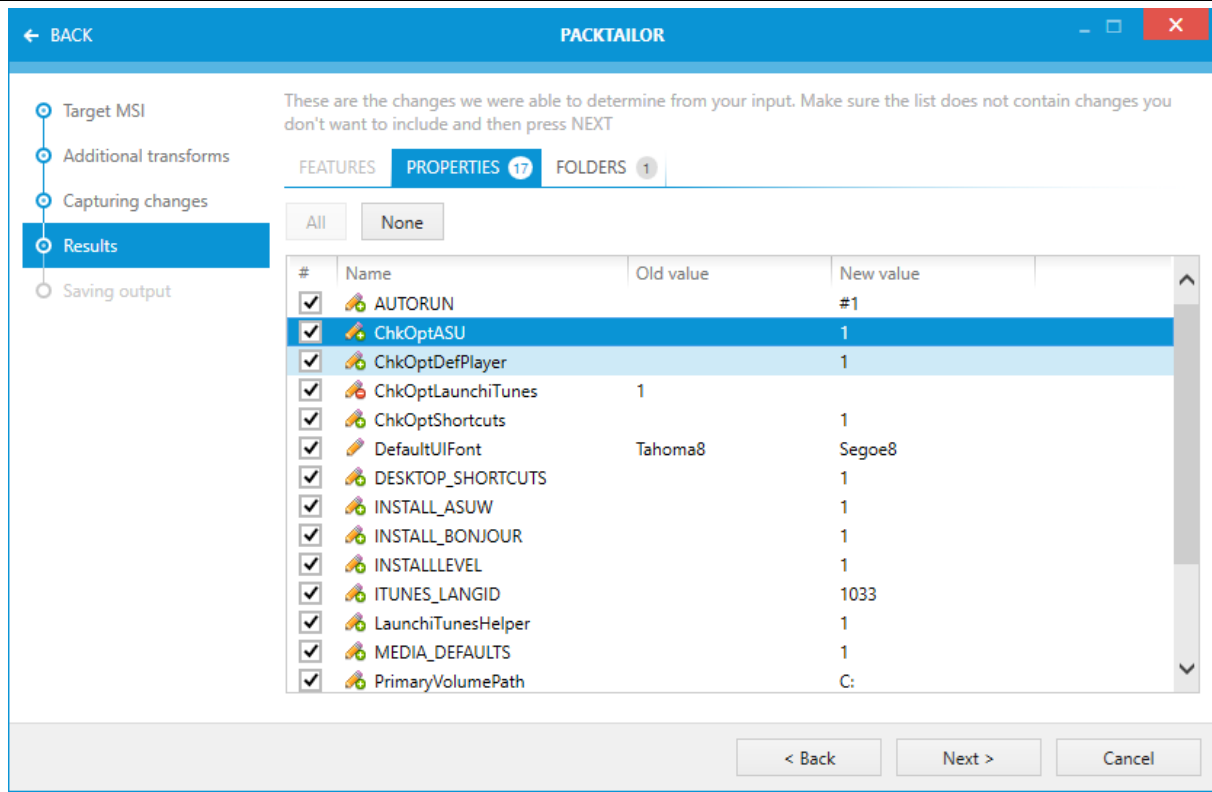 BACK
PACKTAILOR
Target MSI
Additional transforms
Capturing changes
Results
Saving output
These are the changes we were able to determine from your input. Make sure the list does not contain changes you
don't want to include and then press NEXT
FEATURES PROPERTIES 17 FOLDERS 1
All None
# Name Old value New value
AUTORUN #1
ChkOptASU 1
ChkOptDefPlayer 1
ChkOptLaunchiTunes 1
ChkOptShortcuts 1
DefaultUIFont Tahoma8 Segoe8
DESKTOP_SHORTCUTS 1
INSTALL_ASUW 1
INSTALL_BONJOUR 1
INSTALLLEVEL 1
ITUNES_LANGID 1033
LaunchiTunesHelper 1
MEDIA_DEFAULTS 1
PrimaryVolumePath C:
< Back Next > Cancel